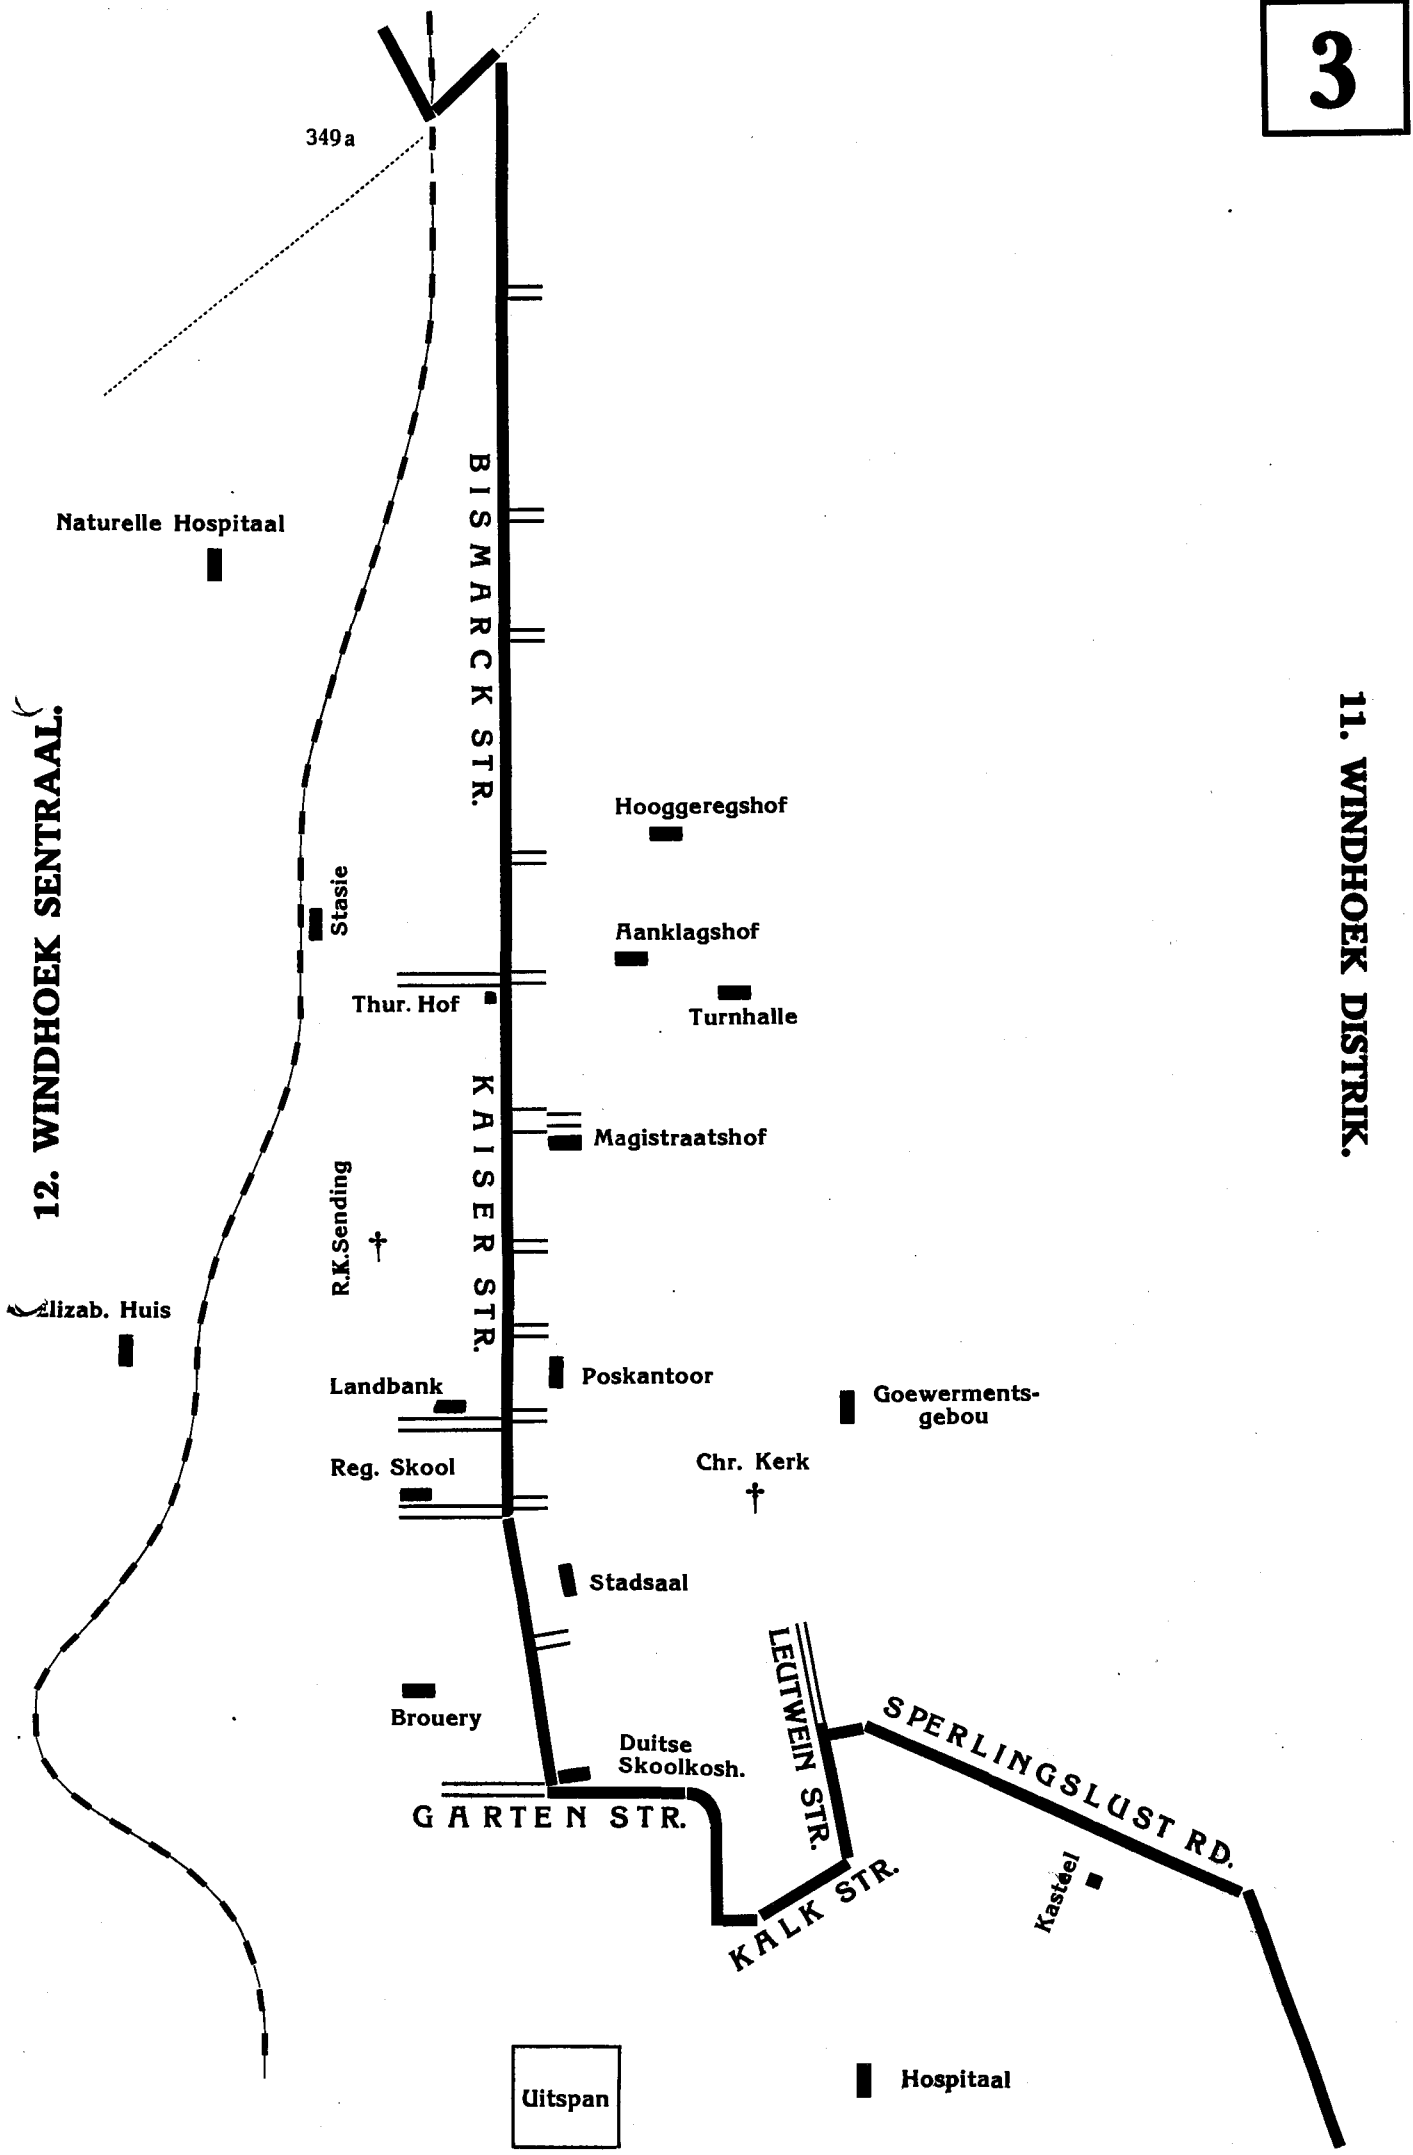 3
349a
BISMARCK STR.
Naturelle Hospitaal
12. WINDHOEK SENTRAAL.
11. WINDHOEK DISTRIK.
Hooggeregshof
Stasie
Aanklagshof
Thur. Hof
Turnhalle
KAISER STR.
Magistraatshof
R.K.Sending
Elizab. Huis
Landbank
Poskantoor
Goewerments-
gebou
Reg. Skool
Chr. Kerk
Stadsaal
LEUTWEIN STR.
Brouery
SPERLINGSLUST RD.
Duitse
Skoolkosh.
GARTEN STR.
KALK STR.
Kasteel
Uitspan
Hospitaal